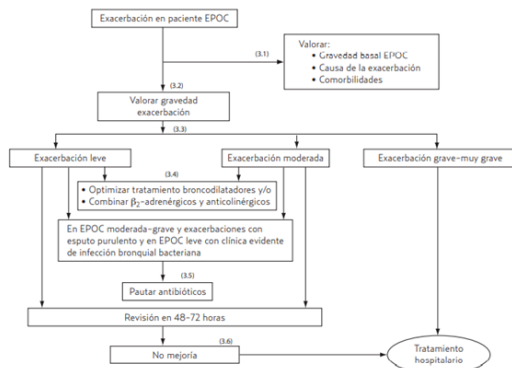 Exacerbación en paciente EPOC
(3.1)
Valorar:
• Gravedad basal EPOC
• Causa de la exacerbación
• Comorbilidades
(3.2)
Valorar gravedad
exacerbación
(3.3)
Exacerbación leve
Exacerbación moderada
Exacerbación grave–muy grave
(3.4)
• Optimizar tratamiento broncodilatadores y/o
• Combinar β₂–adrenérgicos y anticolinérgicos
En EPOC moderada–grave y exacerbaciones con
esputo purulento y en EPOC leve con clínica evidente
de infección bronquial bacteriana
(3.5)
Pautar antibióticos
Revisión en 48–72 horas
(3.6)
No mejoría
Tratamiento
hospitalario